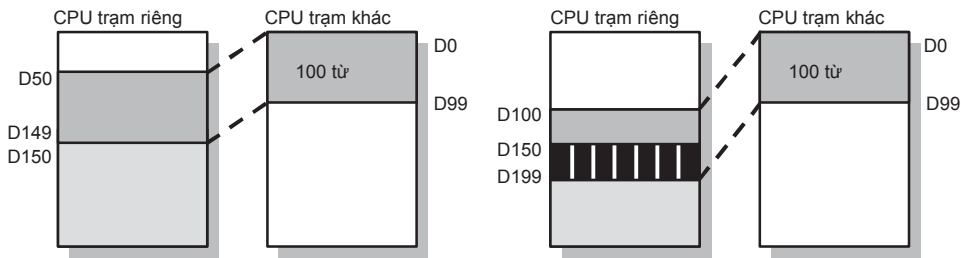 CPU trạm riêng
CPU trạm khác
D0
D50
100 từ
D99
D149
D150
CPU trạm riêng
CPU trạm khác
D0
100 từ
D99
D100
D150
D199